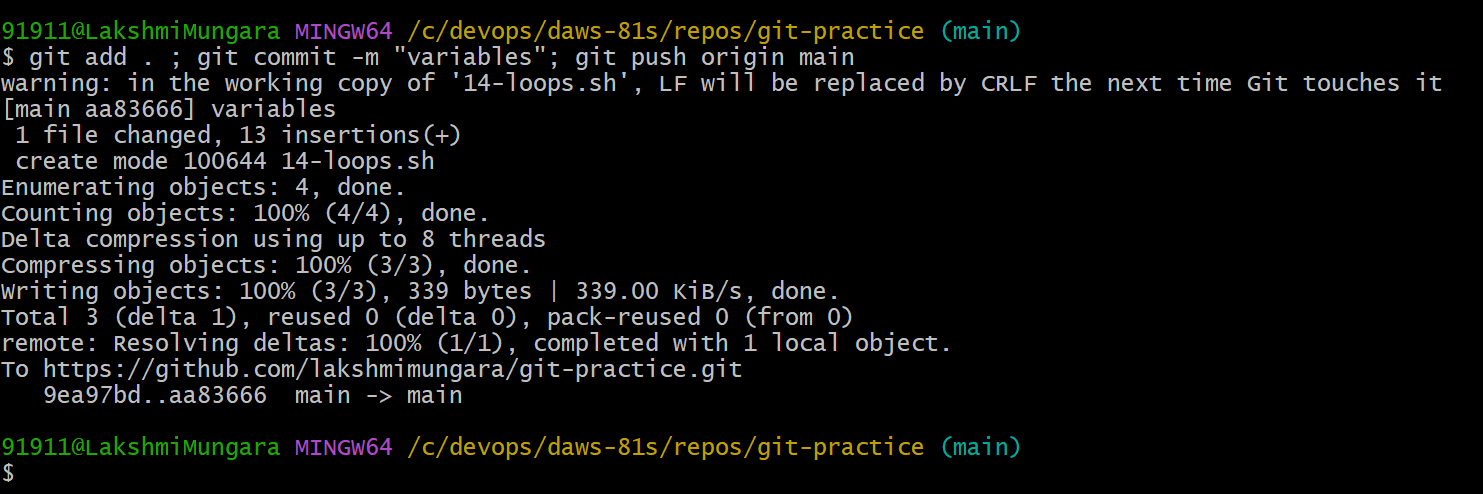 91911@LakshmiMungara MINGW64 /c/devops/daws-81s/repos/git-practice (main)
$ git add . ; git commit -m "variables"; git push origin main
warning: in the working copy of '14-loops.sh', LF will be replaced by CRLF the next time Git touches it
[main aa83666] variables
 1 file changed, 13 insertions(+)
 create mode 100644 14-loops.sh
Enumerating objects: 4, done.
Counting objects: 100% (4/4), done.
Delta compression using up to 8 threads
Compressing objects: 100% (3/3), done.
Writing objects: 100% (3/3), 339 bytes | 339.00 KiB/s, done.
Total 3 (delta 1), reused 0 (delta 0), pack-reused 0 (from 0)
remote: Resolving deltas: 100% (1/1), completed with 1 local object.
To https://github.com/lakshmimungara/git-practice.git
   9ea97bd..aa83666  main -> main
91911@LakshmiMungara MINGW64 /c/devops/daws-81s/repos/git-practice (main)
$